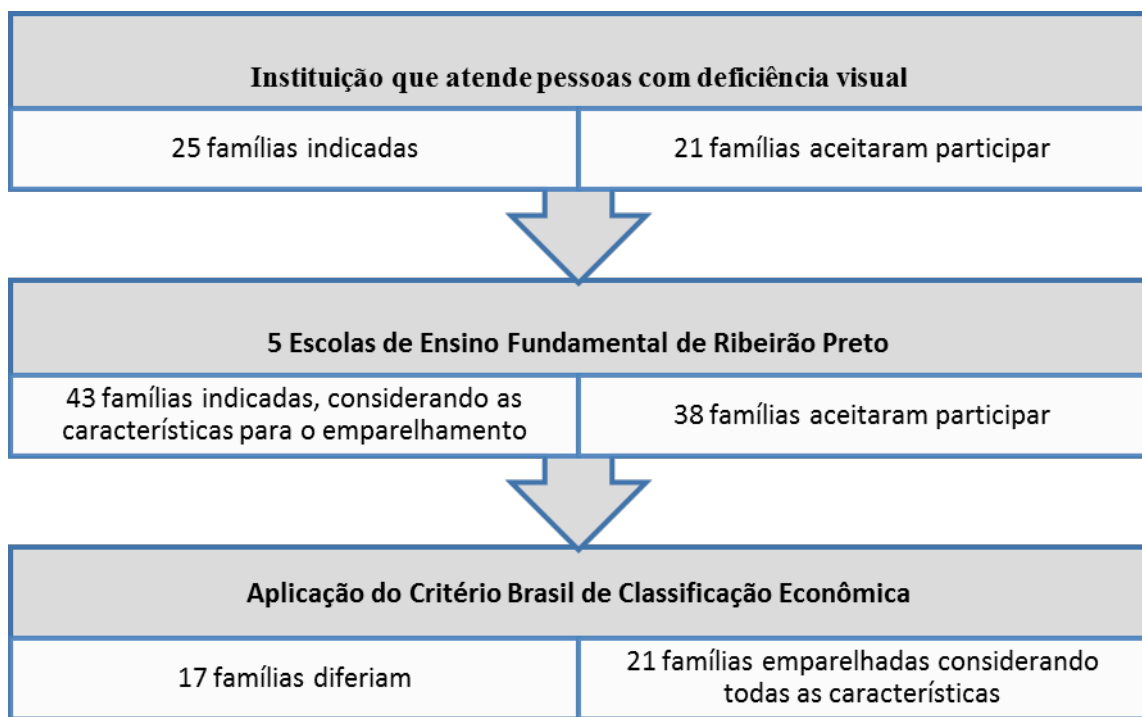 Instituição que atende pessoas com deficiência visual
25 famílias indicadas
21 famílias aceitaram participar
5 Escolas de Ensino Fundamental de Ribeirão Preto
43 famílias indicadas, considerando as
características para o emparelhamento
38 famílias aceitaram participar
Aplicação do Critério Brasil de Classificação Econômica
17 famílias diferiam
21 famílias emparelhadas considerando
todas as características